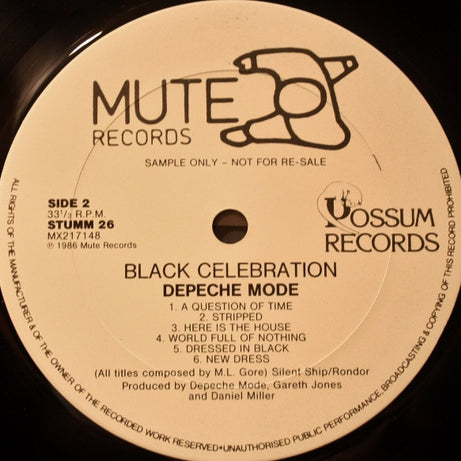 MUTE
RECORDS
SAMPLE ONLY – NOT FOR RE-SALE
SIDE 2
33⅓ R.P.M.
STUMM 26
MX217148
℗ 1986 Mute Records
POSSUM
RECORDS
BLACK CELEBRATION
DEPECHE MODE
1. A QUESTION OF TIME
2. STRIPPED
3. HERE IS THE HOUSE
4. WORLD FULL OF NOTHING
5. DRESSED IN BLACK
6. NEW DRESS
(All titles composed by M.L. Gore) Silent Ship/Rondor
Produced by Depeche Mode, Gareth Jones
and Daniel Miller
ALL RIGHTS OF THE MANUFACTURER & OF THE OWNER OF THE RECORDED WORK RESERVED • UNAUTHORISED PUBLIC PERFORMANCE, BROADCASTING & COPYING OF THIS RECORD PROHIBITED